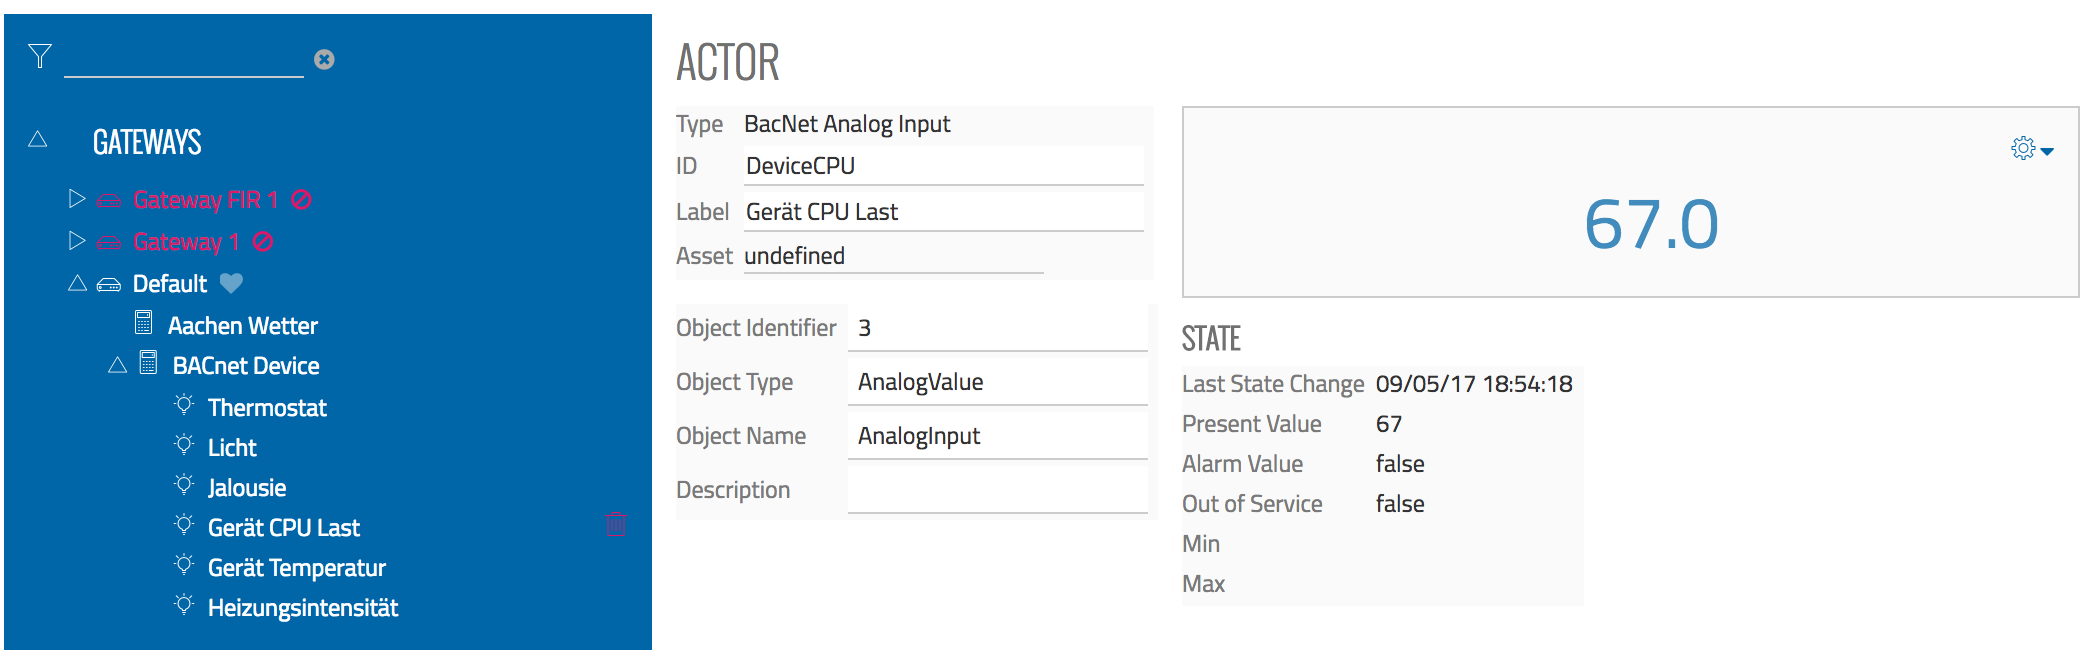 GATEWAYS
Gateway FIR 1
Gateway 1
Default
Aachen Wetter
BACnet Device
Thermostat
Licht
Jalousie
Gerät CPU Last
Gerät Temperatur
Heizungsintensität
ACTOR
Type BacNet Analog Input
ID DeviceCPU
Label Gerät CPU Last
Asset undefined
Object Identifier 3
Object Type AnalogValue
Object Name AnalogInput
Description
67.0
STATE
Last State Change 09/05/17 18:54:18
Present Value 67
Alarm Value false
Out of Service false
Min
Max